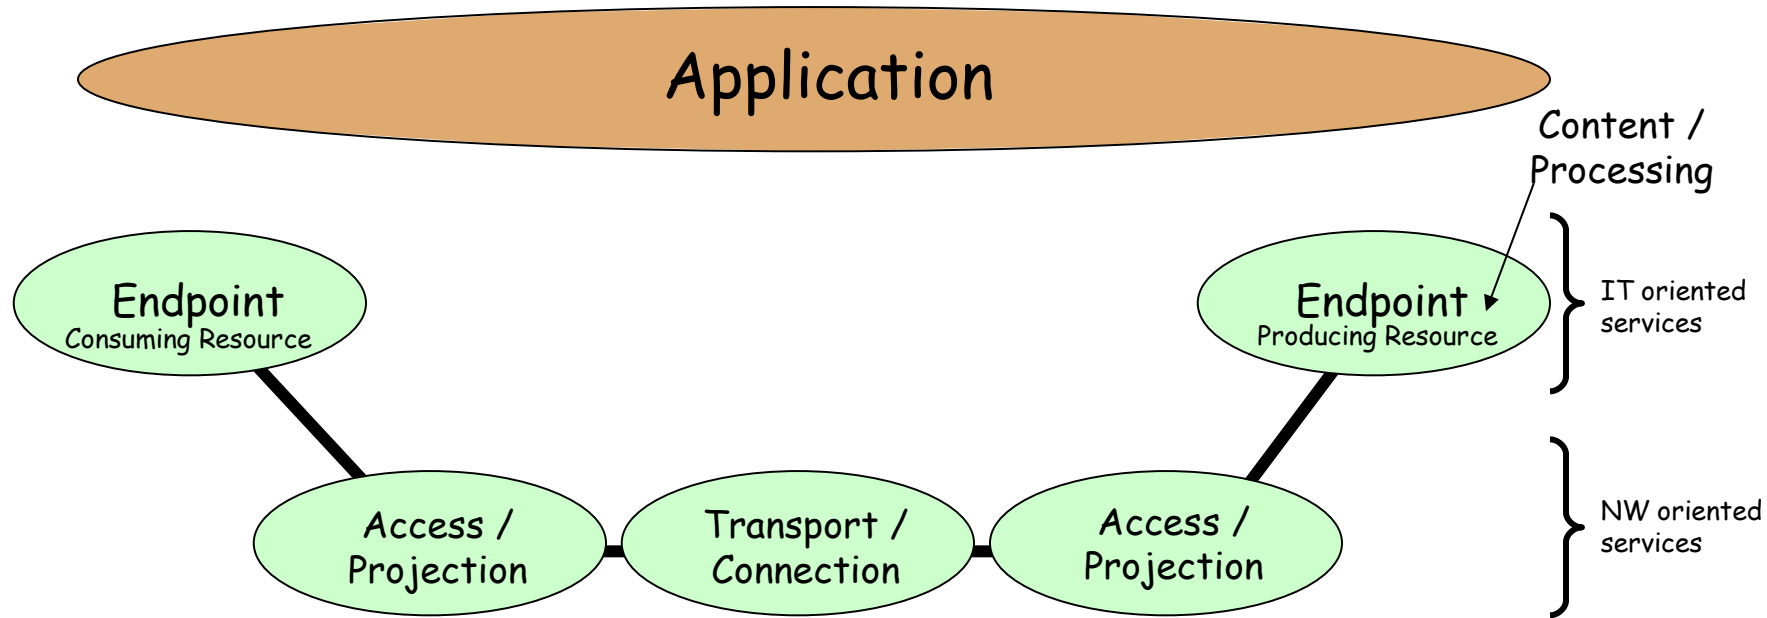 Application
Content /
Processing
Endpoint
Consuming Resource
Endpoint
Producing Resource
IT oriented
services
Access /
Projection
Transport /
Connection
Access /
Projection
NW oriented
services